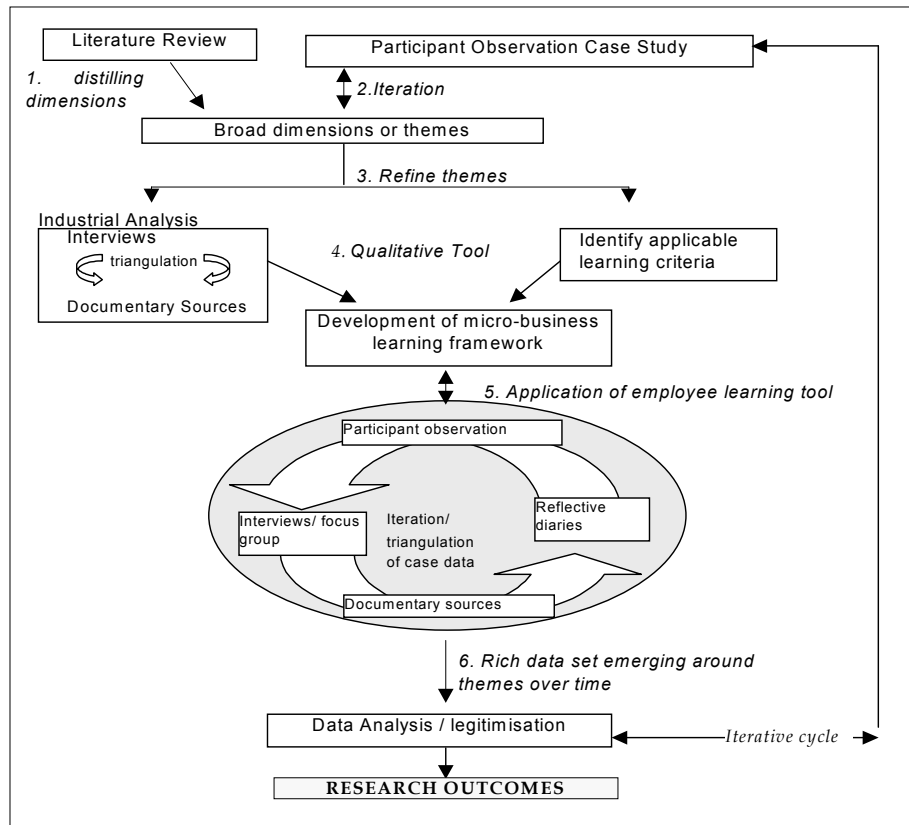 Literature Review
Participant Observation Case Study
1. distilling
dimensions
2.Iteration
Broad dimensions or themes
3. Refine themes
Industrial Analysis
Interviews
triangulation
Documentary Sources
4. Qualitative Tool
Identify applicable
learning criteria
Development of micro-business
learning framework
5. Application of employee learning tool
Participant observation
Interviews/ focus
group
Iteration/
triangulation
of case data
Reflective
diaries
Documentary sources
6. Rich data set emerging around
themes over time
Data Analysis / legitimisation
Iterative cycle
RESEARCH OUTCOMES